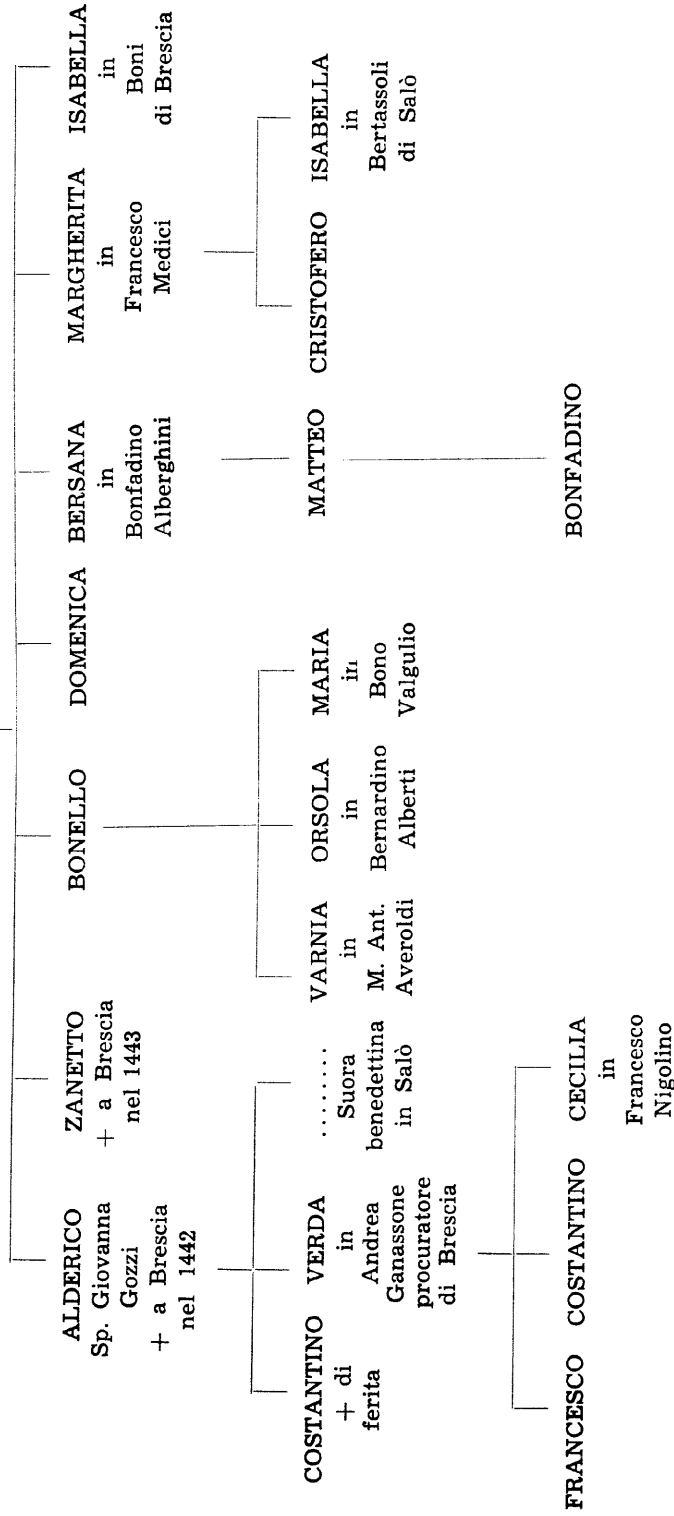 ALDERICO
Sp. Giovanna
Gozzi
+ a Brescia
nel 1442
ZANETTO
+ a Brescia
nel 1443
BONELLO
DOMENICA
BERSANA
in
Bonfadino
Alberghini
MARGHERITA
in
Francesco
Medici
ISABELLA
in
Boni
di Brescia
COSTANTINO
+ di
ferita
VERDA
in
Andrea
Ganassone
procuratore
di Brescia
........
Suora
benedettina
in Salò
VARNIA
in
M. Ant.
Averoldi
ORSOLA
in
Bernardino
Alberti
MARIA
in
Bono
Valgulio
MATTEO
CRISTOFERO
ISABELLA
in
Bertassoli
di Salò
FRANCESCO
COSTANTINO
CECILIA
in
Francesco
Nigolino
BONFADINO